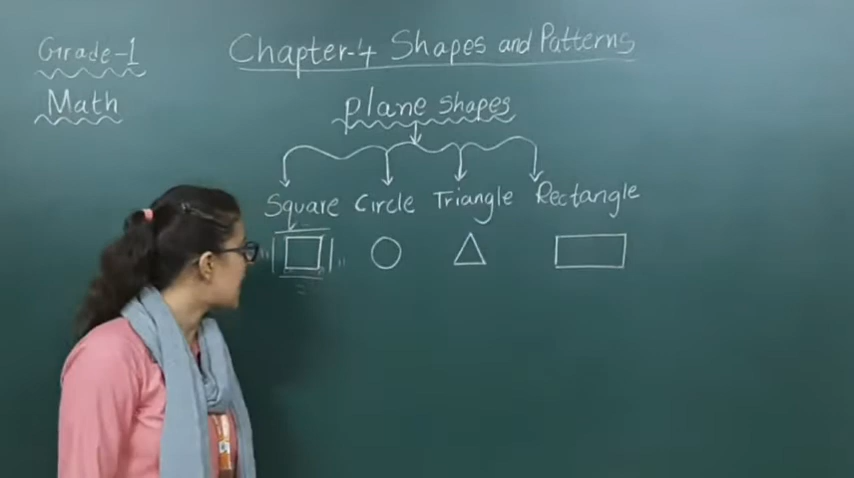 Grade-1
Chapter-4 Shapes and Patterns
Math
Plane Shapes
Square Circle Triangle Rectangle